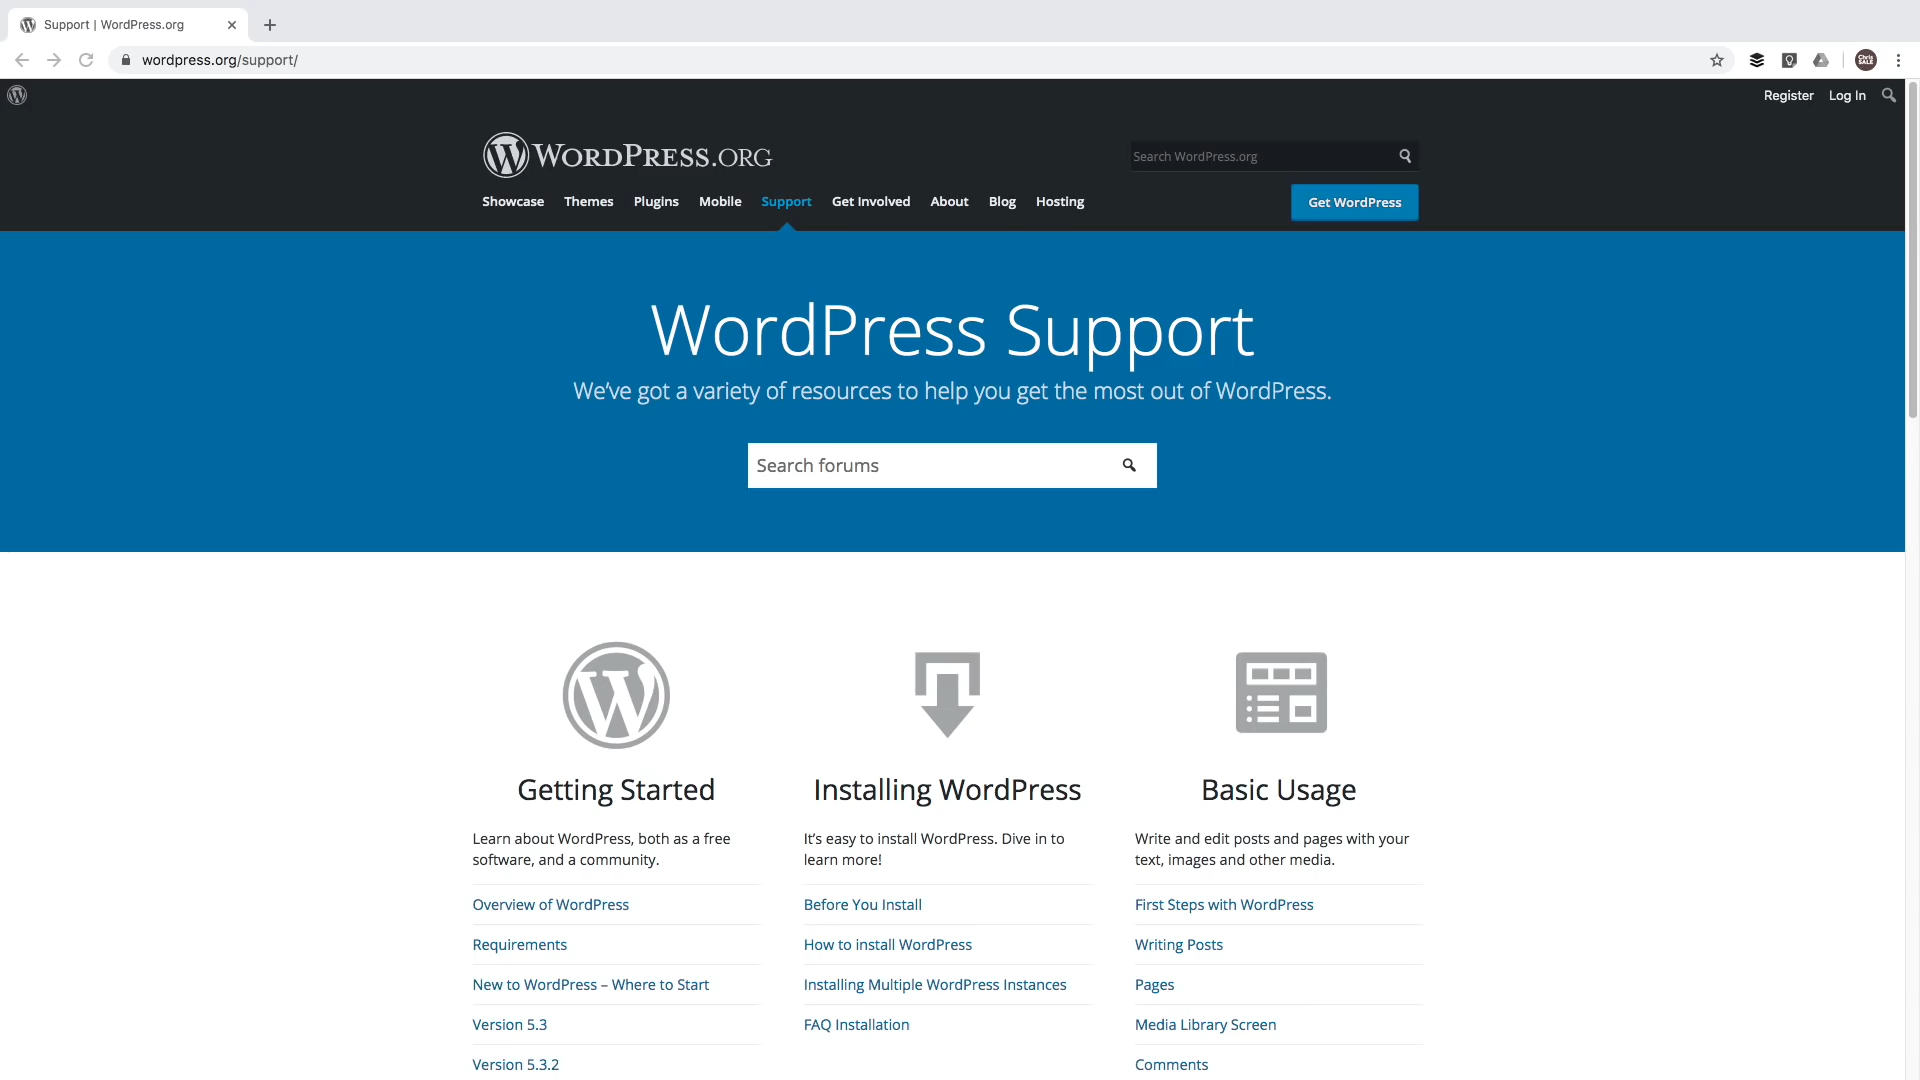 Support | WordPress.org
wordpress.org/support/
Chris SALE
Register Log In
WORDPRESS.ORG
Search WordPress.org
Showcase Themes Plugins Mobile Support Get Involved About Blog Hosting
Get WordPress
WordPress Support
We've got a variety of resources to help you get the most out of WordPress.
Search forums
Getting Started
Learn about WordPress, both as a free
software, and a community.
Overview of WordPress
Requirements
New to WordPress – Where to Start
Version 5.3
Version 5.3.2
Installing WordPress
It's easy to install WordPress. Dive in to
learn more!
Before You Install
How to install WordPress
Installing Multiple WordPress Instances
FAQ Installation
Basic Usage
Write and edit posts and pages with your
text, images and other media.
First Steps with WordPress
Writing Posts
Pages
Media Library Screen
Comments